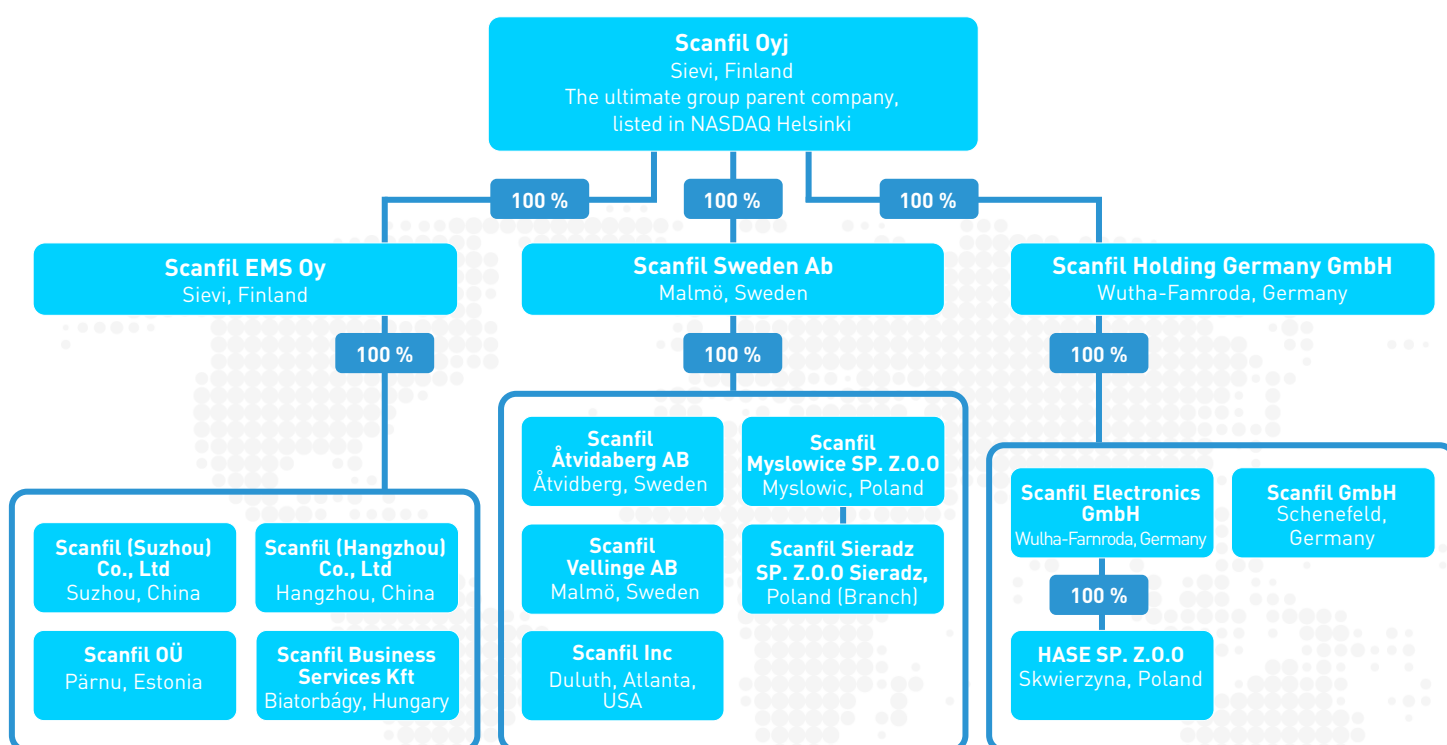 Scanfil Oyj
Sievi, Finland
The ultimate group parent company,
listed in NASDAQ Helsinki
100 %
100 %
100 %
Scanfil EMS Oy
Sievi, Finland
Scanfil Sweden Ab
Malmö, Sweden
Scanfil Holding Germany GmbH
Wutha-Famroda, Germany
100 %
100 %
100 %
Scanfil (Suzhou)
Co., Ltd
Suzhou, China
Scanfil (Hangzhou)
Co., Ltd
Hangzhou, China
Scanfil OÜ
Pärnu, Estonia
Scanfil Business
Services Kft
Biatorbágy, Hungary
Scanfil
Åtvidaberg AB
Åtvidberg, Sweden
Scanfil
Myslowice SP. Z.O.O
Myslowic, Poland
Scanfil
Vellinge AB
Malmö, Sweden
Scanfil Sieradz
SP. Z.O.O Sieradz,
Poland (Branch)
Scanfil Inc
Duluth, Atlanta,
USA
Scanfil Electronics
GmbH
Wulha-Famroda, Germany
Scanfil GmbH
Schenefeld,
Germany
100 %
HASE SP. Z.O.O
Skwierzyna, Poland